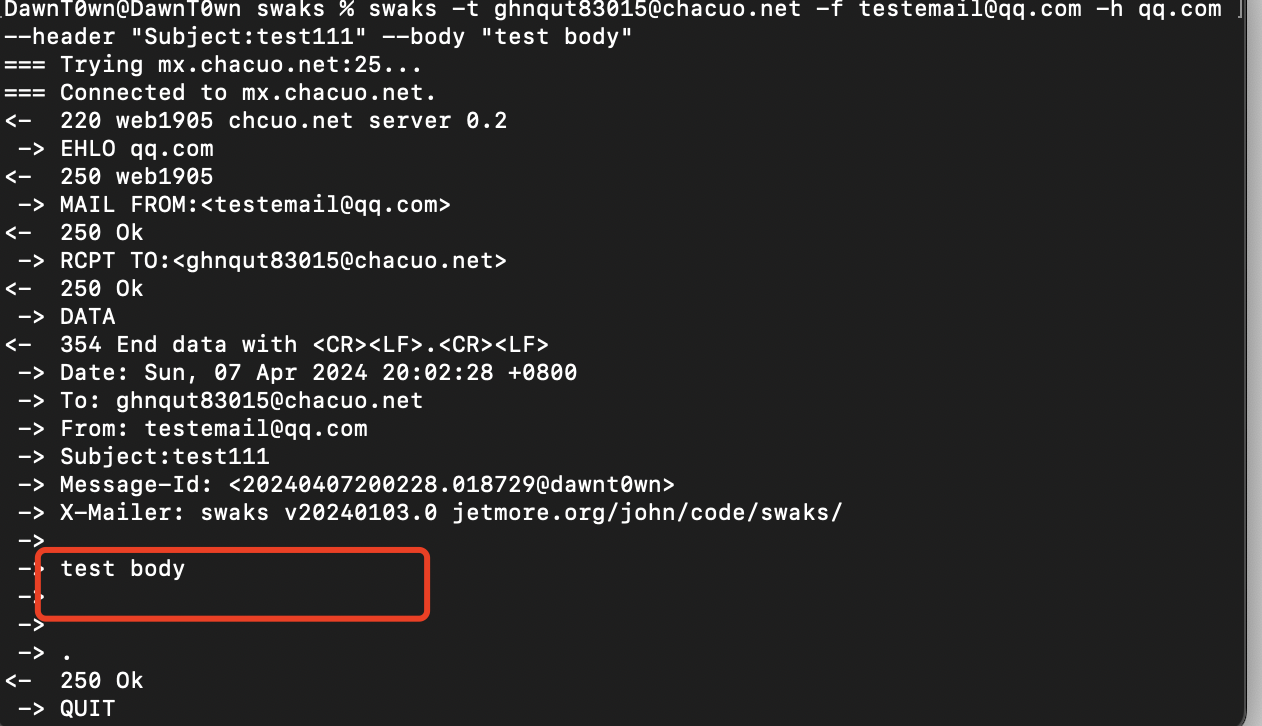 [DawnT0wn@DawnT0wn swaks % swaks -t ghnqut83015@chacuo.net -f testemail@qq.com -h qq.com ]
--header "Subject:test111" --body "test body"
=== Trying mx.chacuo.net:25...
=== Connected to mx.chacuo.net.
<-  220 web1905 chcuo.net server 0.2
 -> EHLO qq.com
<-  250 web1905
 -> MAIL FROM:<testemail@qq.com>
<-  250 Ok
 -> RCPT TO:<ghnqut83015@chacuo.net>
<-  250 Ok
 -> DATA
<-  354 End data with <CR><LF>.<CR><LF>
 -> Date: Sun, 07 Apr 2024 20:02:28 +0800
 -> To: ghnqut83015@chacuo.net
 -> From: testemail@qq.com
 -> Subject:test111
 -> Message-Id: <20240407200228.018729@dawnt0wn>
 -> X-Mailer: swaks v20240103.0 jetmore.org/john/code/swaks/
 ->
 -> test body
 ->
 ->
 -> .
<-  250 Ok
 -> QUIT